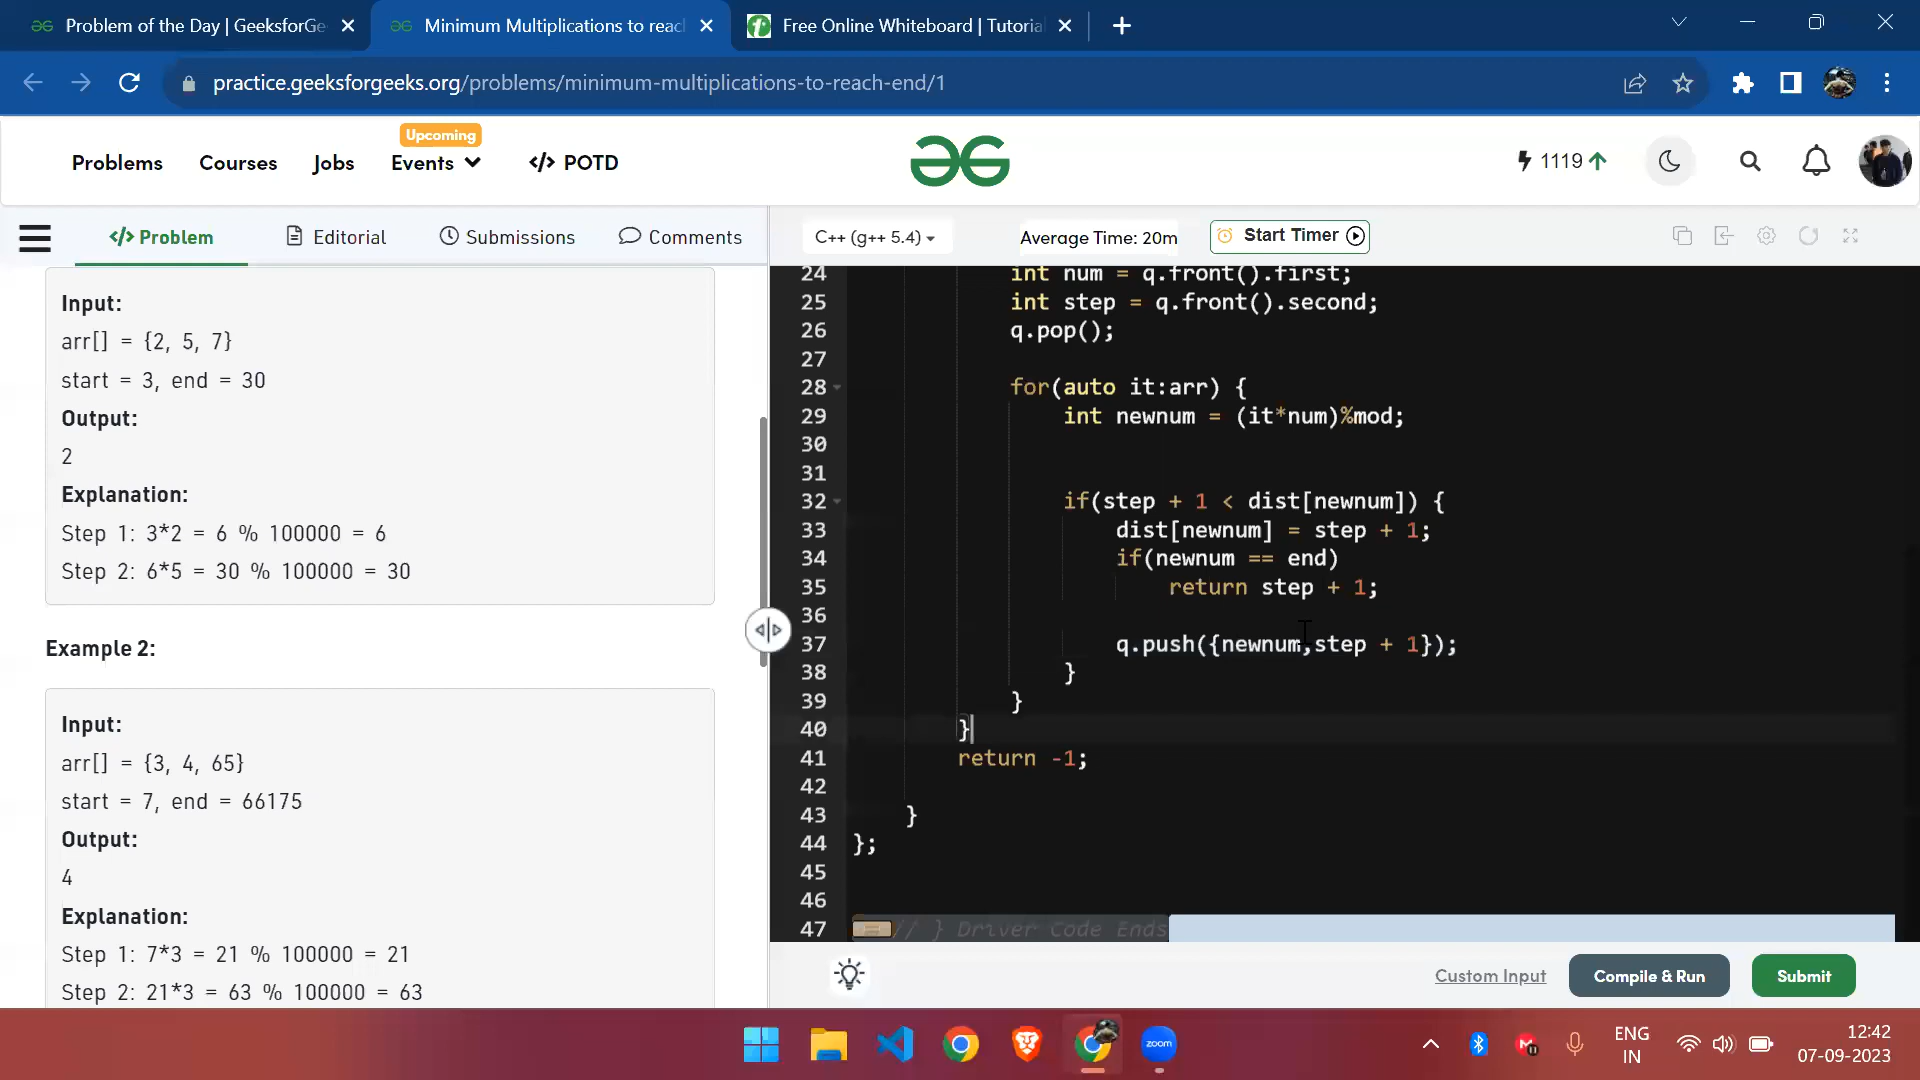 Problem of the Day | GeeksforGe
Minimum Multiplications to reac
Free Online Whiteboard | Tutoria
practice.geeksforgeeks.org/problems/minimum-multiplications-to-reach-end/1
Upcoming
Problems Courses Jobs Events </> POTD
1119
</> Problem Editorial Submissions Comments
C++ (g++ 5.4) Average Time: 20m Start Timer
Input:
arr[] = {2, 5, 7}
start = 3, end = 30
Output:
2
Explanation:
Step 1: 3*2 = 6 % 100000 = 6
Step 2: 6*5 = 30 % 100000 = 30
Example 2:
Input:
arr[] = {3, 4, 65}
start = 7, end = 66175
Output:
4
Explanation:
Step 1: 7*3 = 21 % 100000 = 21
Step 2: 21*3 = 63 % 100000 = 63
24 int num = q.front().first;
25 int step = q.front().second;
26 q.pop();
27
28 for(auto it:arr) {
29 int newnum = (it*num)%mod;
30
31
32 if(step + 1 < dist[newnum]) {
33 dist[newnum] = step + 1;
34 if(newnum == end)
35 return step + 1;
36
37 q.push({newnum,step + 1});
38 }
39 }
40 }
41 return -1;
42
43 }
44 };
45
46
47 // } Driver Code Ends
Custom Input Compile & Run Submit
zoom
ENG
IN
12:42
07-09-2023